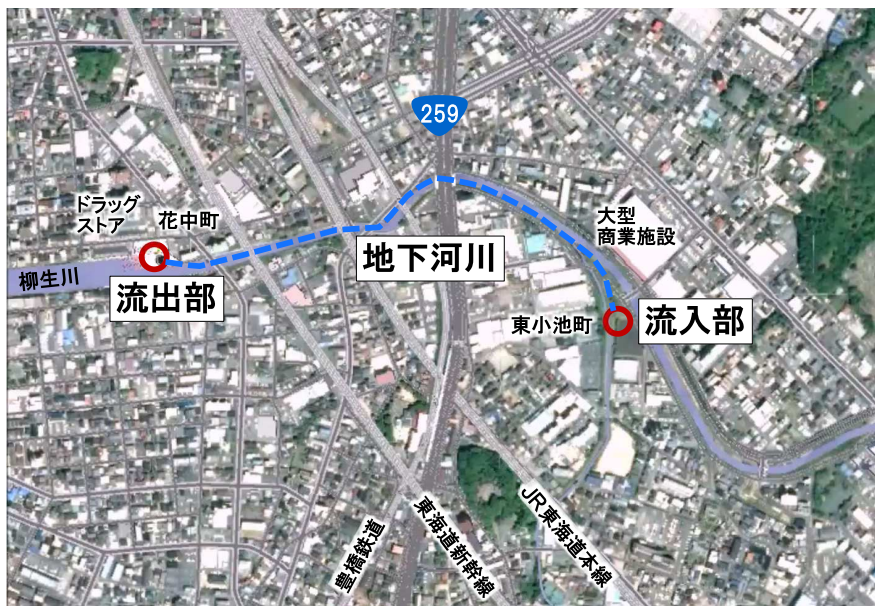 259
ドラッグ
ストア
花中町
大型
商業施設
地下河川
柳生川
流出部
東小池町
流入部
豊橋鉄道
東海道新幹線
JR東海道本線